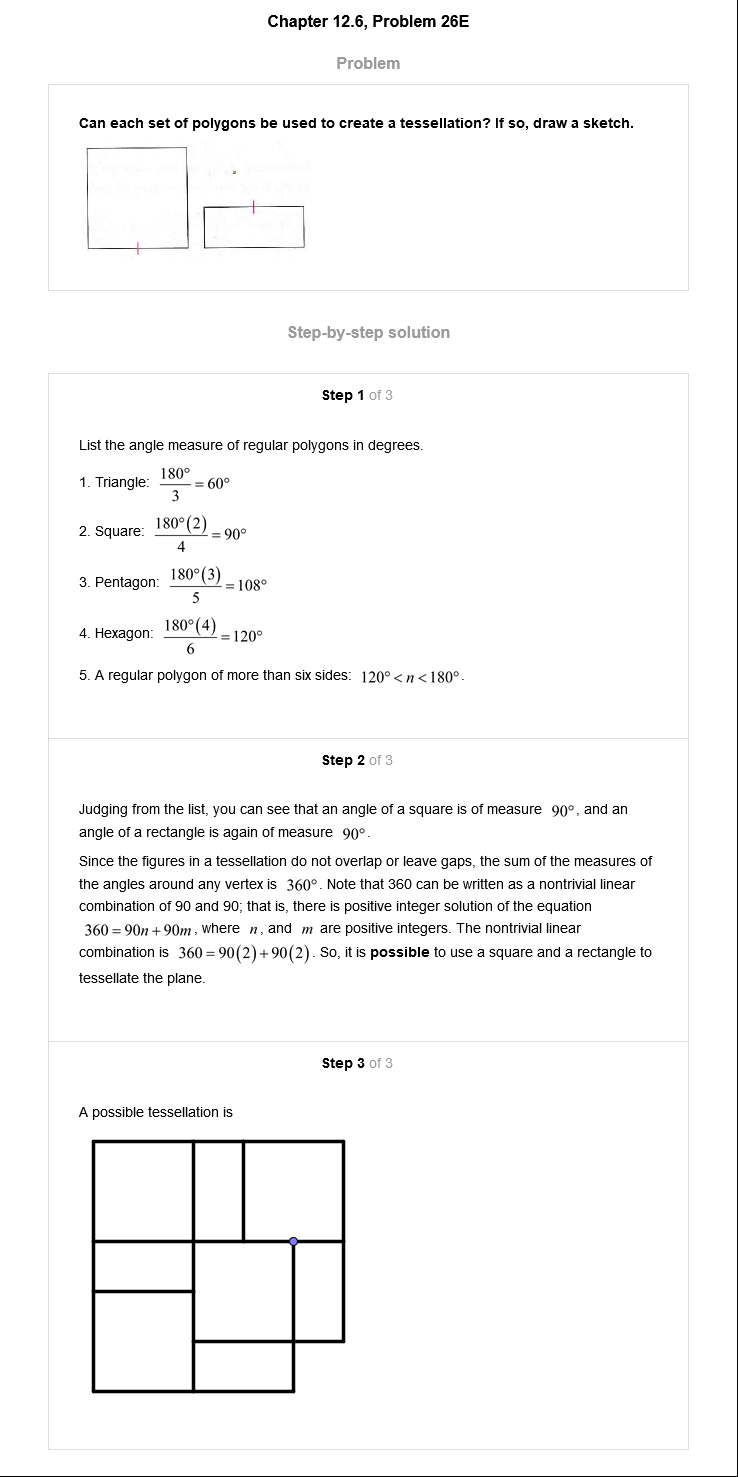 Chapter 12.6, Problem 26E
Problem
Can each set of polygons be used to create a tessellation? If so, draw a sketch.
Step-by-step solution
Step 1 of 3
List the angle measure of regular polygons in degrees.
1. Triangle: 180°/3 = 60°
2. Square: 180°(2)/4 = 90°
3. Pentagon: 180°(3)/5 = 108°
4. Hexagon: 180°(4)/6 = 120°
5. A regular polygon of more than six sides: 120° < n < 180°.
Step 2 of 3
Judging from the list, you can see that an angle of a square is of measure 90°, and an
angle of a rectangle is again of measure 90°.
Since the figures in a tessellation do not overlap or leave gaps, the sum of the measures of
the angles around any vertex is 360°. Note that 360 can be written as a nontrivial linear
combination of 90 and 90; that is, there is positive integer solution of the equation
360 = 90n + 90m, where n, and m are positive integers. The nontrivial linear
combination is 360 = 90(2) + 90(2). So, it is possible to use a square and a rectangle to
tessellate the plane.
Step 3 of 3
A possible tessellation is